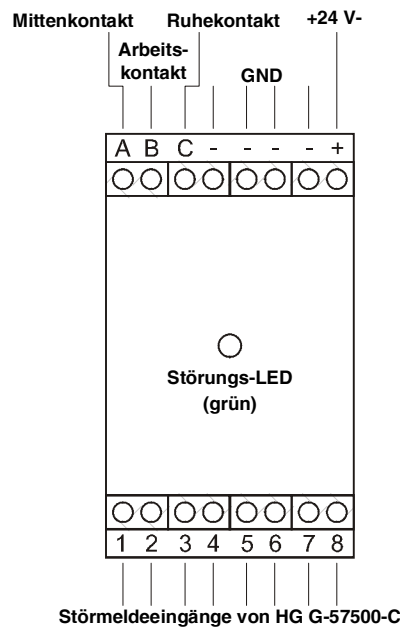 Mittenkontakt Ruhekontakt +24 V-
Arbeits-
kontakt
GND
A B C - - - - +
Störungs-LED
(grün)
1 2 3 4 5 6 7 8
Störmeldeeingänge von HG G-57500-C